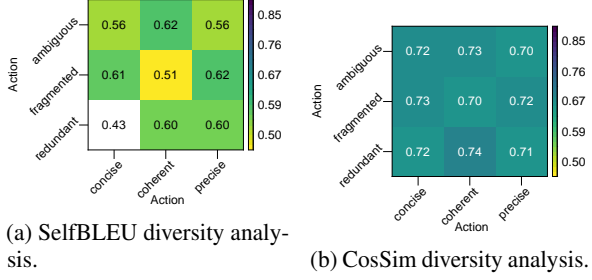 Action
ambiguous
fragmented
redundant
0.56 0.62 0.56
0.61 0.51 0.62
0.43 0.60 0.60
concise
coherent
precise
Action
0.85
0.76
0.67
0.59
0.50
(a) SelfBLEU diversity analy-
sis.
Action
ambiguous
fragmented
redundant
0.72 0.73 0.70
0.73 0.70 0.72
0.72 0.74 0.71
concise
coherent
precise
Action
0.85
0.76
0.67
0.59
0.50
(b) CosSim diversity analysis.